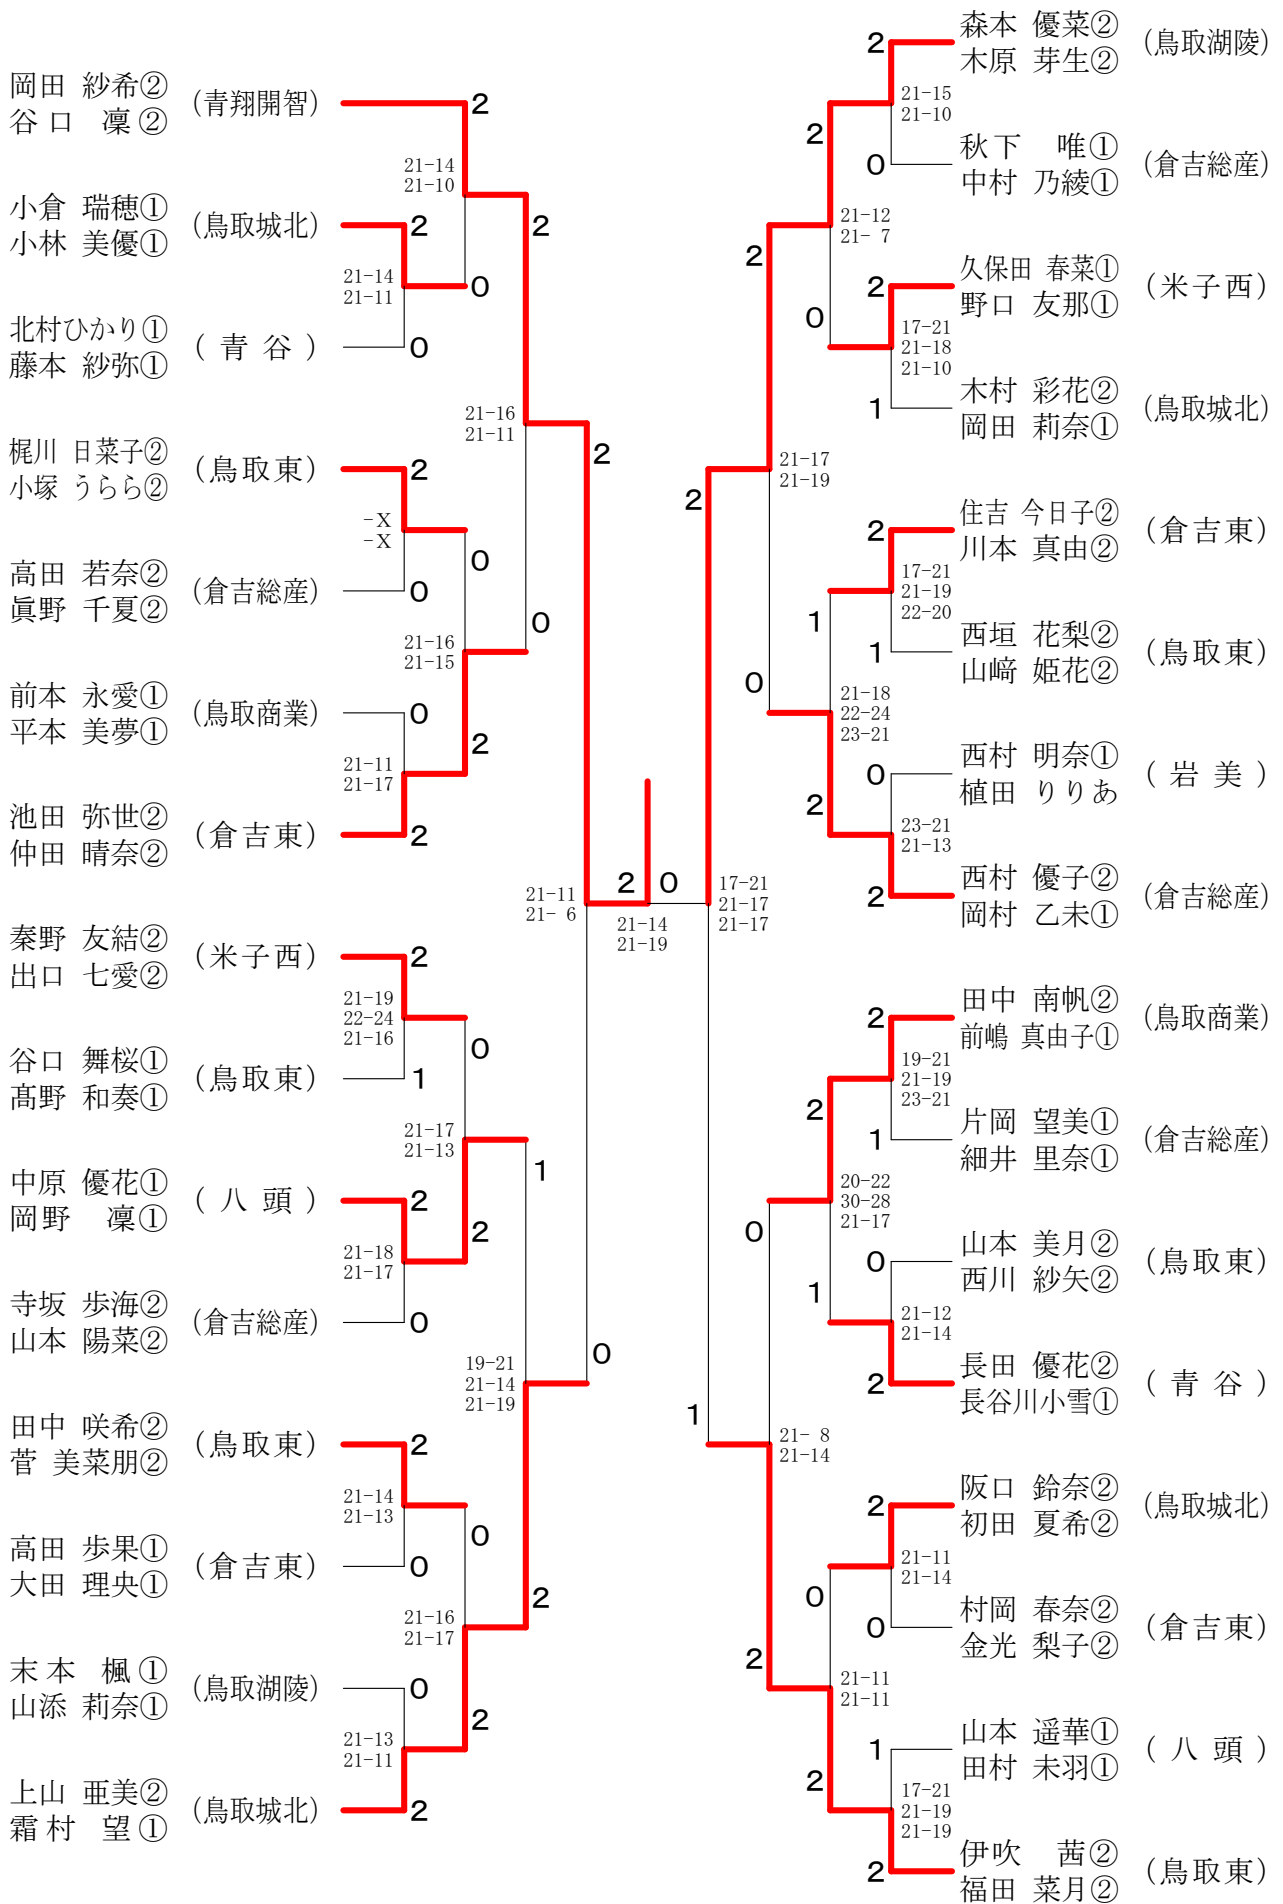 岡田 紗希②
谷口 凜②
(青翔開智)
2
21-14
21-10
小倉 瑞穂①
小林 美優①
(鳥取城北)
2
2
21-14
21-11
0
北村ひかり①
藤本 紗弥①
(青谷)
0
21-16
21-11
2
梶川 日菜子②
小塚 うらら②
(鳥取東)
2
-X
-X
0
高田 若奈②
眞野 千夏②
(倉吉総産)
0
0
21-16
21-15
前本 永愛①
平本 美夢①
(鳥取商業)
0
2
21-11
21-17
池田 弥世②
仲田 晴奈②
(倉吉東)
2
21-11
21- 6
2
0
21-14
21-19
17-21
21-17
21-17
秦野 友結②
出口 七愛②
(米子西)
2
21-19
22-24
21-16
0
谷口 舞桜①
髙野 和奏①
(鳥取東)
1
21-17
21-13
1
中原 優花①
岡野 凜①
(八頭)
2
2
21-18
21-17
寺坂 歩海②
山本 陽菜②
(倉吉総産)
0
0
19-21
21-14
21-19
田中 咲希②
菅 美菜朋②
(鳥取東)
2
21-14
21-13
0
高田 歩果①
大田 理央①
(倉吉東)
0
2
21-16
21-17
末本 楓①
山添 莉奈①
(鳥取湖陵)
0
2
21-13
21-11
上山 亜美②
霜村 望①
(鳥取城北)
2
森本 優菜②
木原 芽生②
(鳥取湖陵)
2
21-15
21-10
2
秋下 唯①
中村 乃綾①
(倉吉総産)
0
21-12
21- 7
2
久保田 春菜①
野口 友那①
(米子西)
2
0
17-21
21-18
21-10
木村 彩花②
岡田 莉奈①
(鳥取城北)
1
21-17
21-19
2
住吉 今日子②
川本 真由②
(倉吉東)
2
17-21
21-19
22-20
1
西垣 花梨②
山﨑 姫花②
(鳥取東)
1
0
21-18
22-24
23-21
西村 明奈①
植田 りりあ
(岩美)
0
2
23-21
21-13
西村 優子②
岡村 乙未①
(倉吉総産)
2
田中 南帆②
前嶋 真由子①
(鳥取商業)
2
19-21
21-19
23-21
2
片岡 望美①
細井 里奈①
(倉吉総産)
1
20-22
30-28
21-17
0
山本 美月②
西川 紗矢②
(鳥取東)
0
1
21-12
21-14
長田 優花②
長谷川小雪①
(青谷)
2
1
21- 8
21-14
阪口 鈴奈②
初田 夏希②
(鳥取城北)
2
21-11
21-14
0
村岡 春奈②
金光 梨子②
(倉吉東)
0
2
21-11
21-11
山本 遥華①
田村 未羽①
(八頭)
1
2
17-21
21-19
21-19
伊吹 茜②
福田 菜月②
(鳥取東)
2